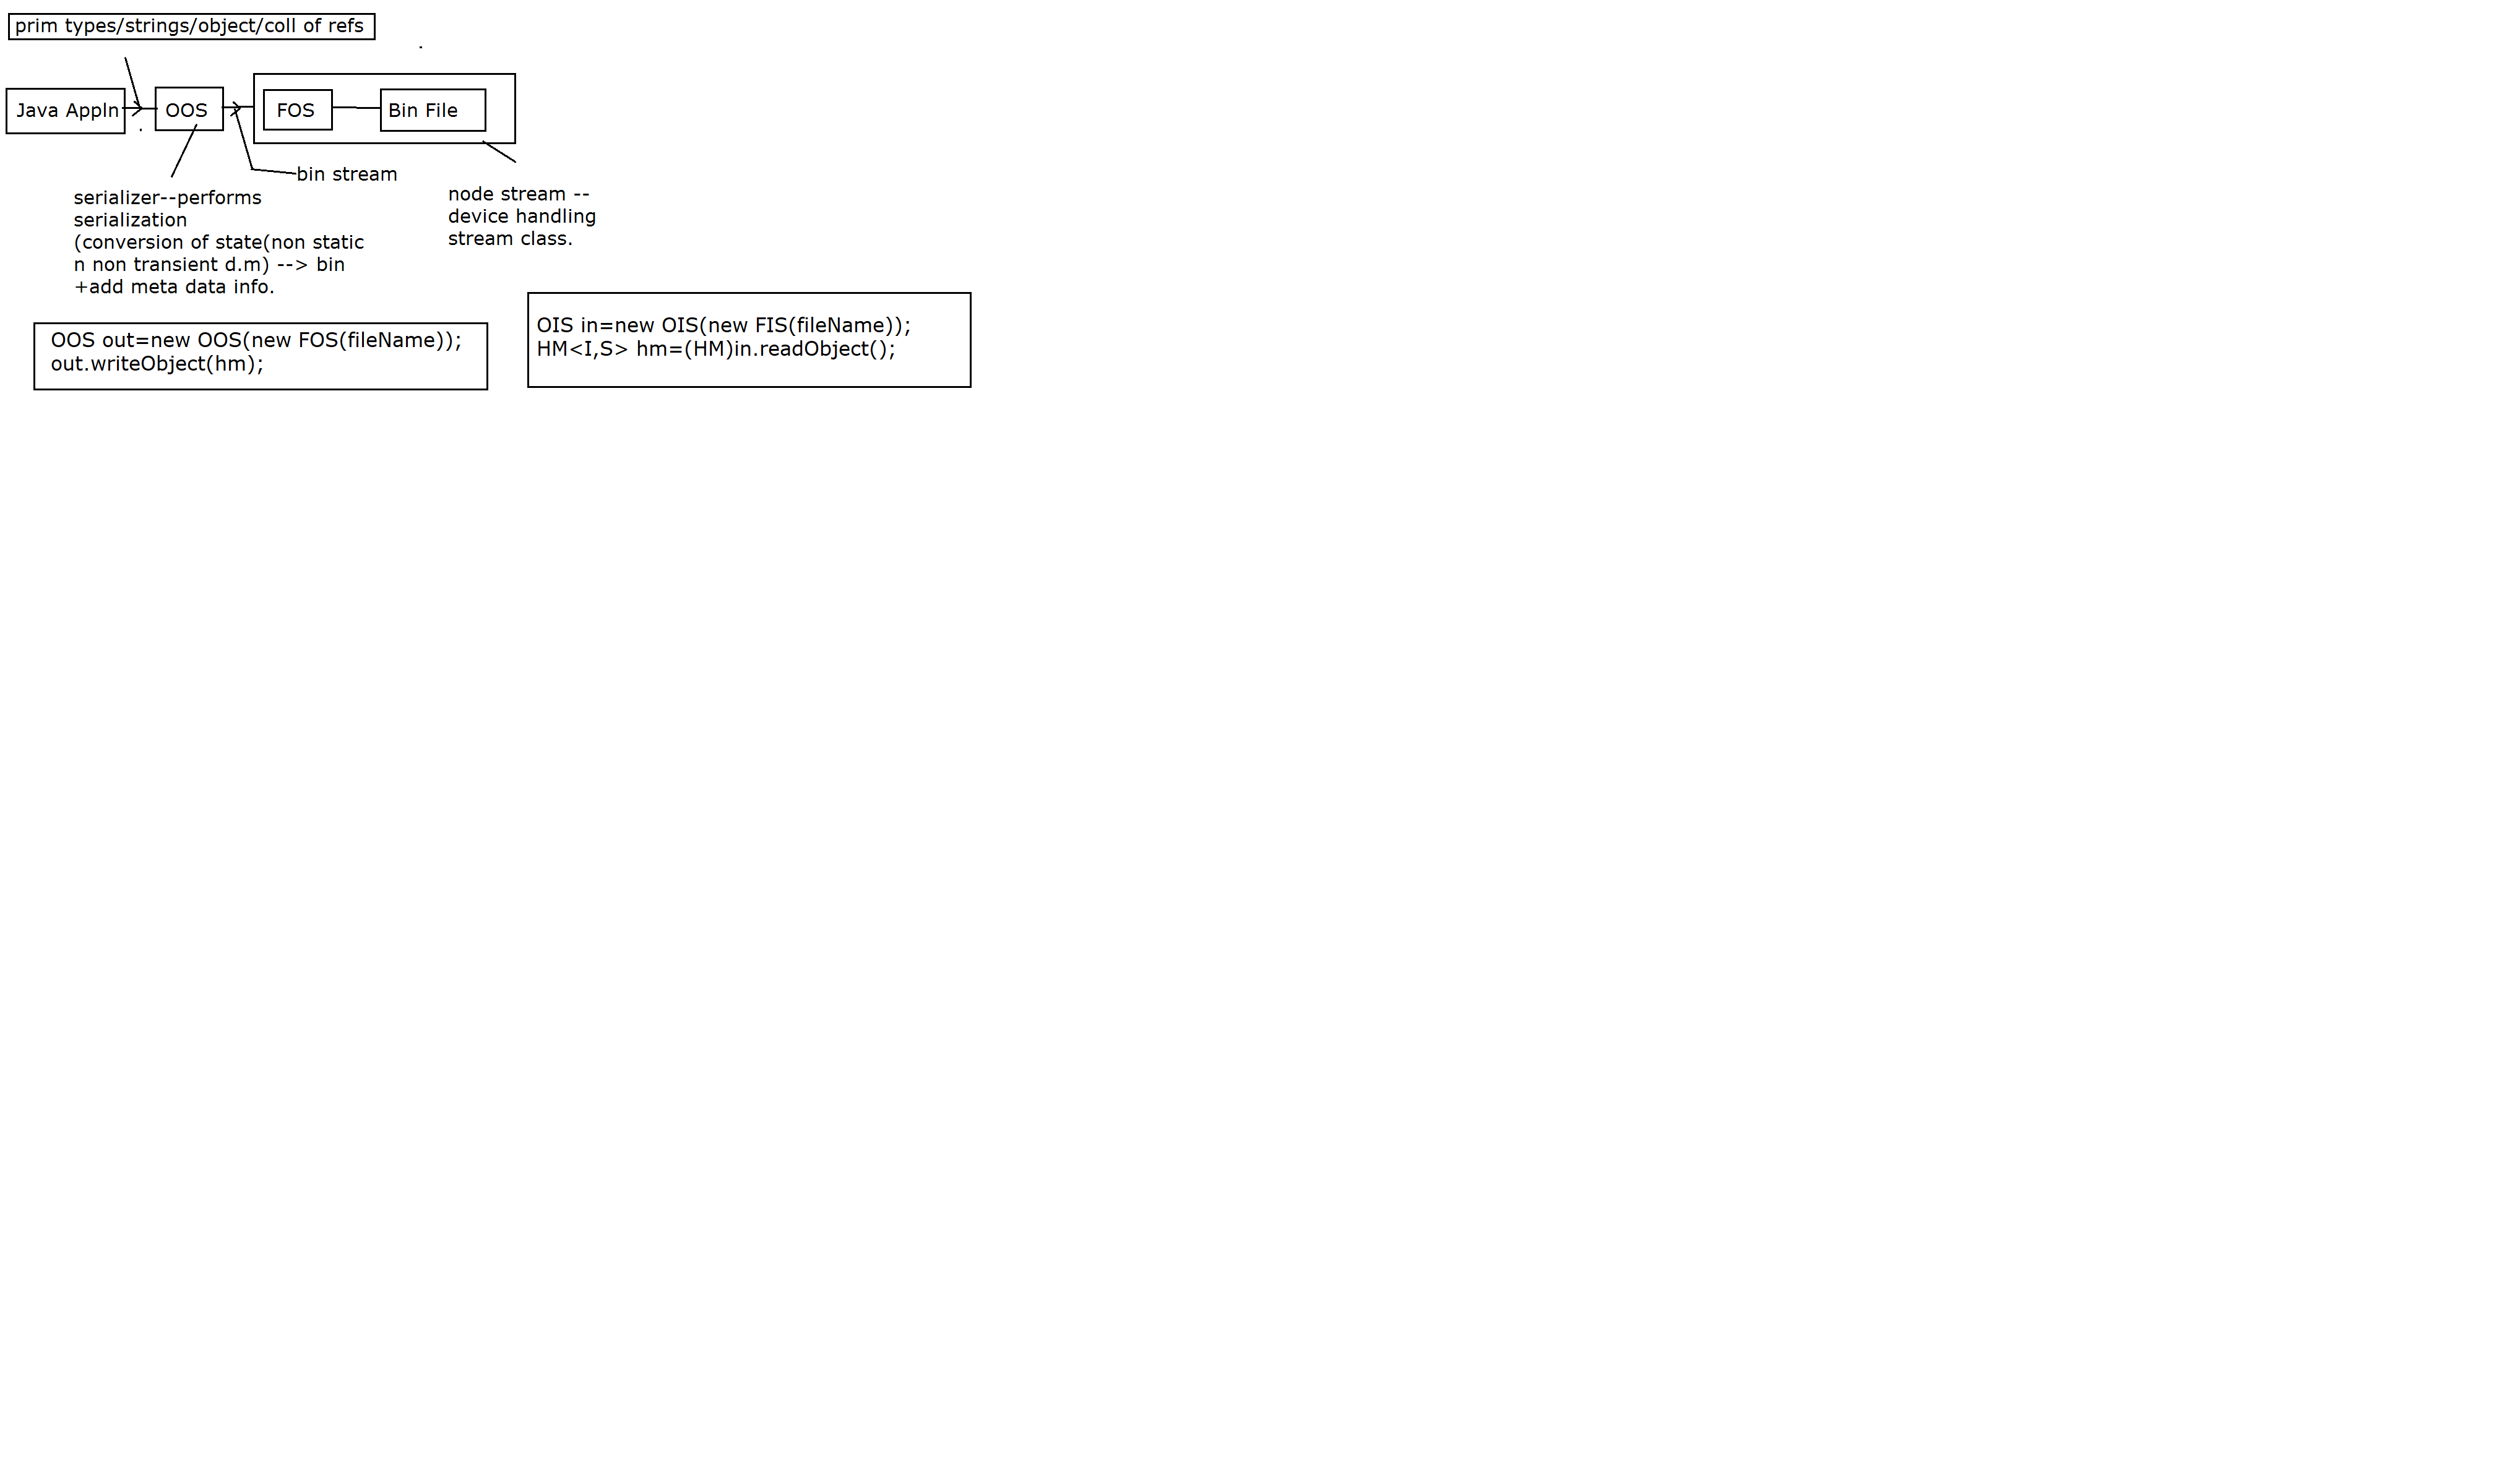 prim types/strings/object/coll of refs
Java Appln
OOS
FOS
Bin File
bin stream
serializer--performs
serialization
(conversion of state(non static
n non transient d.m) --> bin
+add meta data info.
node stream --
device handling
stream class.
OOS out=new OOS(new FOS(fileName));
out.writeObject(hm);
OIS in=new OIS(new FIS(fileName));
HM<I,S> hm=(HM)in.readObject();